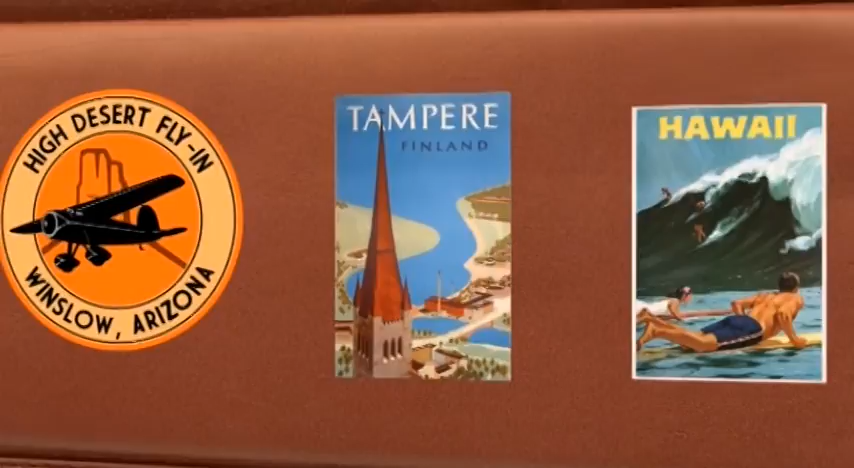 HIGH DESERT FLY-IN
WINSLOW, ARIZONA
TAMPERE
FINLAND
HAWAII